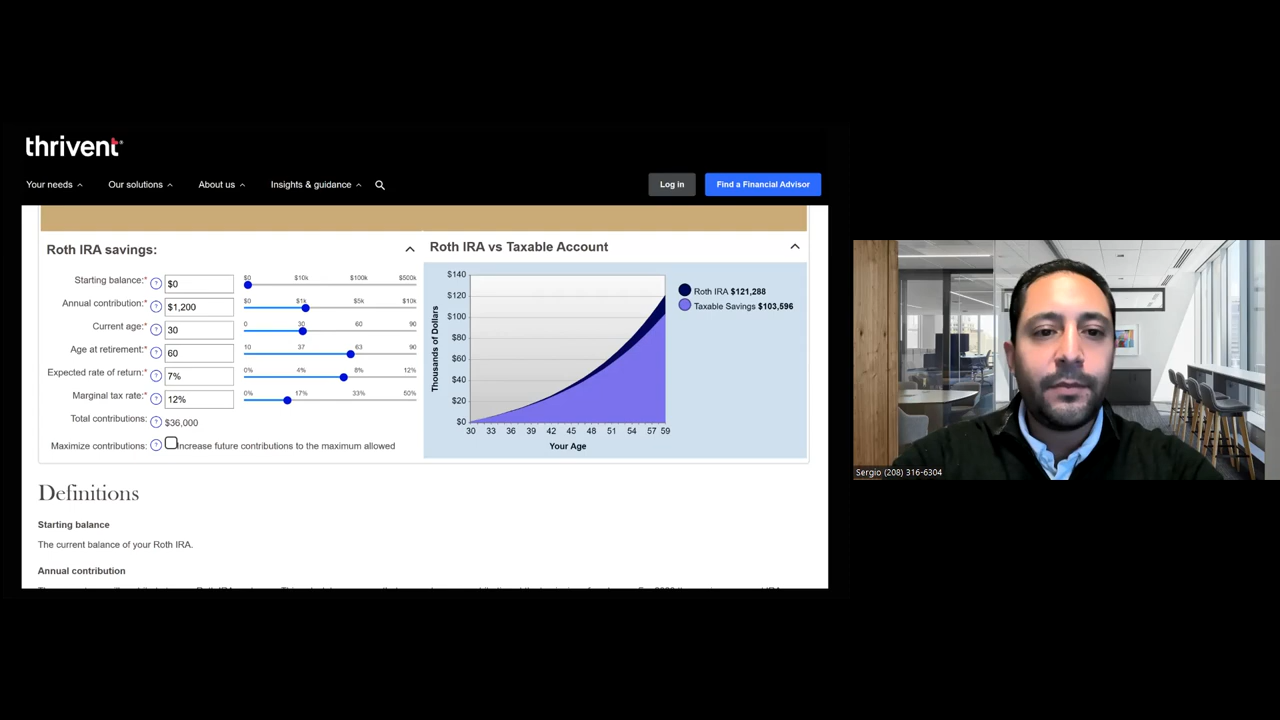 thrivent
Your needs
Our solutions
About us
Insights & guidance
Log in
Find a Financial Advisor
Roth IRA savings:
Starting balance:* ? $0 $0 $10k $100k $500k
Annual contribution:* ? $1,200 $0 $1k $5k $10k
Current age:* ? 30 0 30 60 90
Age at retirement:* ? 60 10 37 63 90
Expected rate of return:* ? 7% 0% 4% 8% 12%
Marginal tax rate:* ? 12% 0% 17% 33% 50%
Total contributions: ? $36,000
Maximize contributions: ? Increase future contributions to the maximum allowed
Roth IRA vs Taxable Account
Thousands of Dollars
$140
$120
$100
$80
$60
$40
$20
$0
30 33 36 39 42 45 48 51 54 57 59
Your Age
Roth IRA $121,288
Taxable Savings $103,596
Definitions
Starting balance
The current balance of your Roth IRA.
Annual contribution
Sergio (208) 316-6304